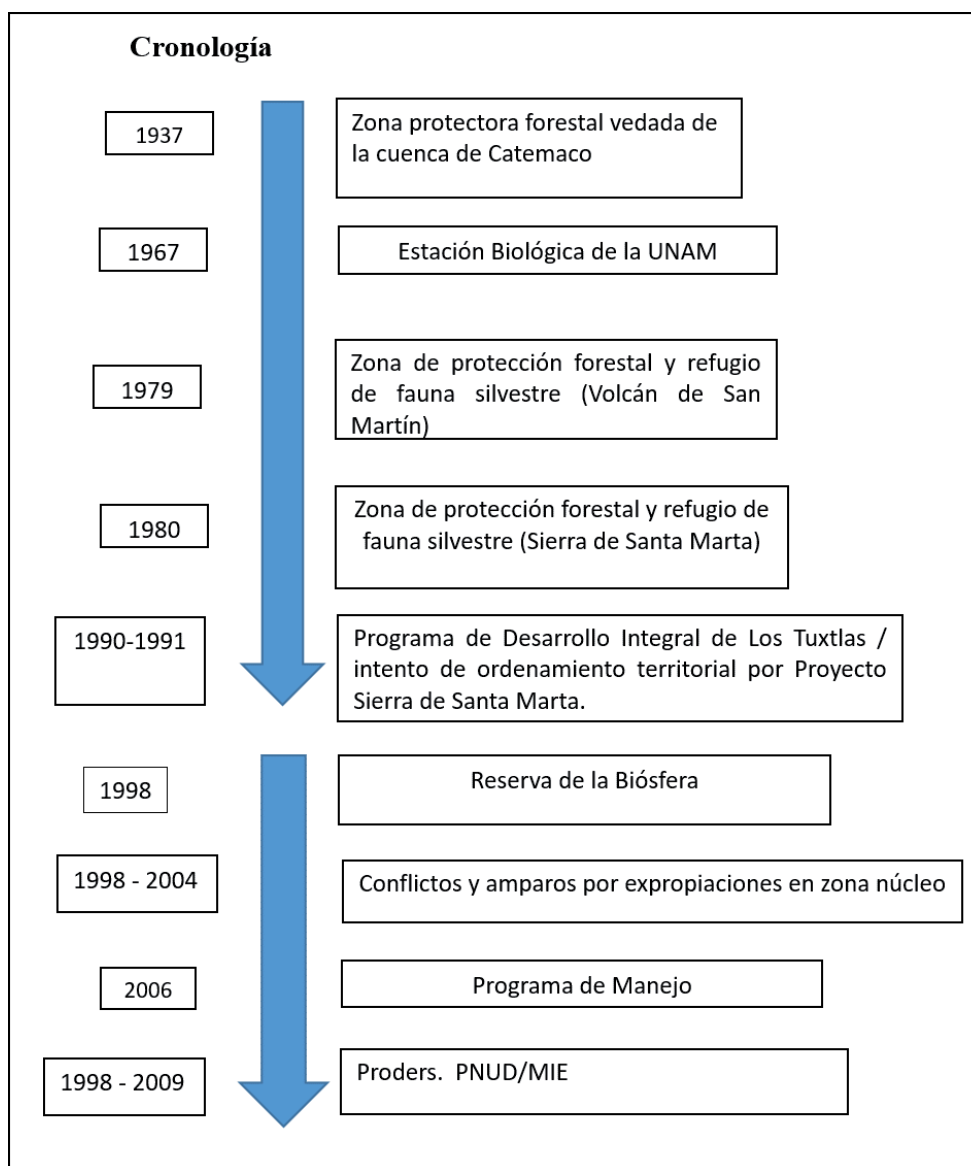 Cronología
1937
Zona protectora forestal vedada de
la cuenca de Catemaco
1967
Estación Biológica de la UNAM
1979
Zona de protección forestal y refugio
de fauna silvestre (Volcán de San
Martín)
1980
Zona de protección forestal y refugio de
fauna silvestre (Sierra de Santa Marta)
1990-1991
Programa de Desarrollo Integral de Los Tuxtlas /
intento de ordenamiento territorial por Proyecto
Sierra de Santa Marta.
1998
Reserva de la Biósfera
1998 - 2004
Conflictos y amparos por expropiaciones en zona núcleo
2006
Programa de Manejo
1998 - 2009
Proders. PNUD/MIE